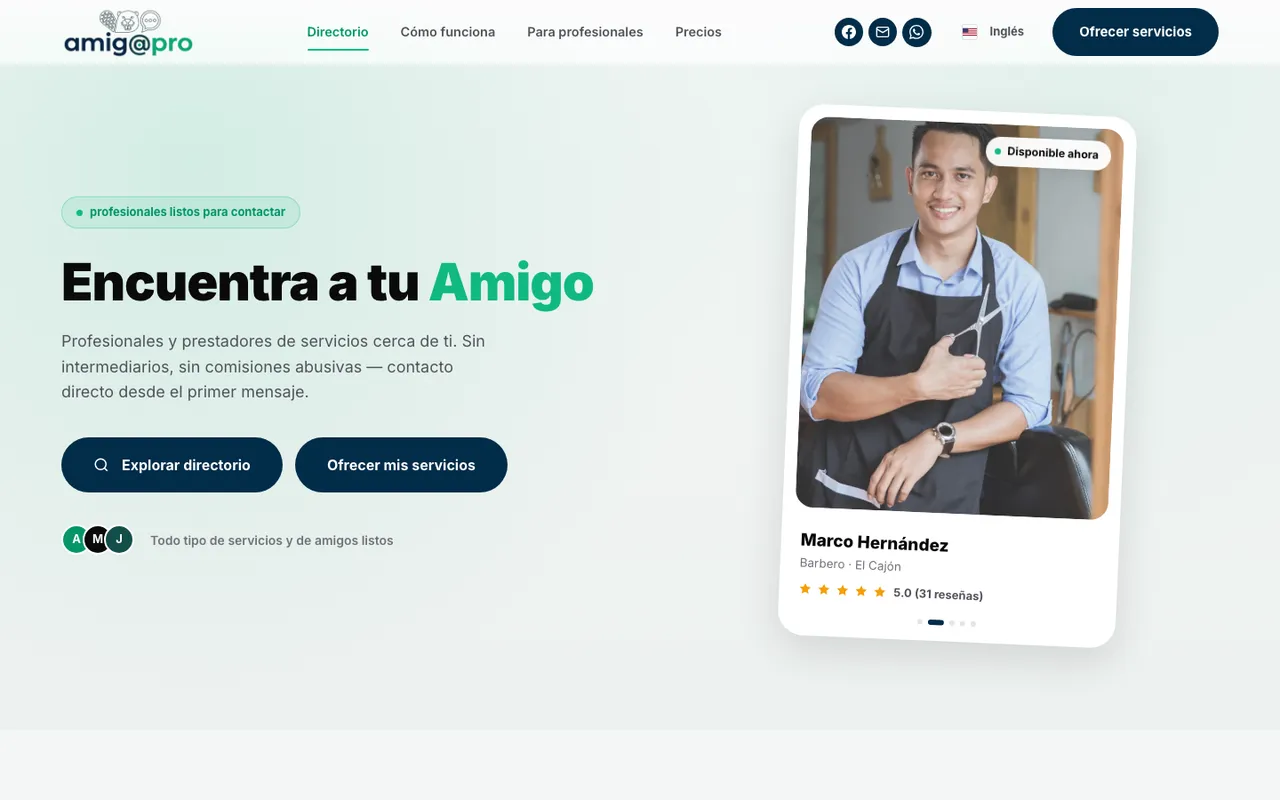 amig@pro
Directorio
Cómo funciona
Para profesionales
Precios
Inglés
Ofrecer servicios
profesionales listos para contactar
Encuentra a tu Amigo
Profesionales y prestadores de servicios cerca de ti. Sin
intermediarios, sin comisiones abusivas — contacto
directo desde el primer mensaje.
Explorar directorio
Ofrecer mis servicios
A M J
Todo tipo de servicios y de amigos listos
Disponible ahora
Marco Hernández
Barbero · El Cajón
5.0 (31 reseñas)